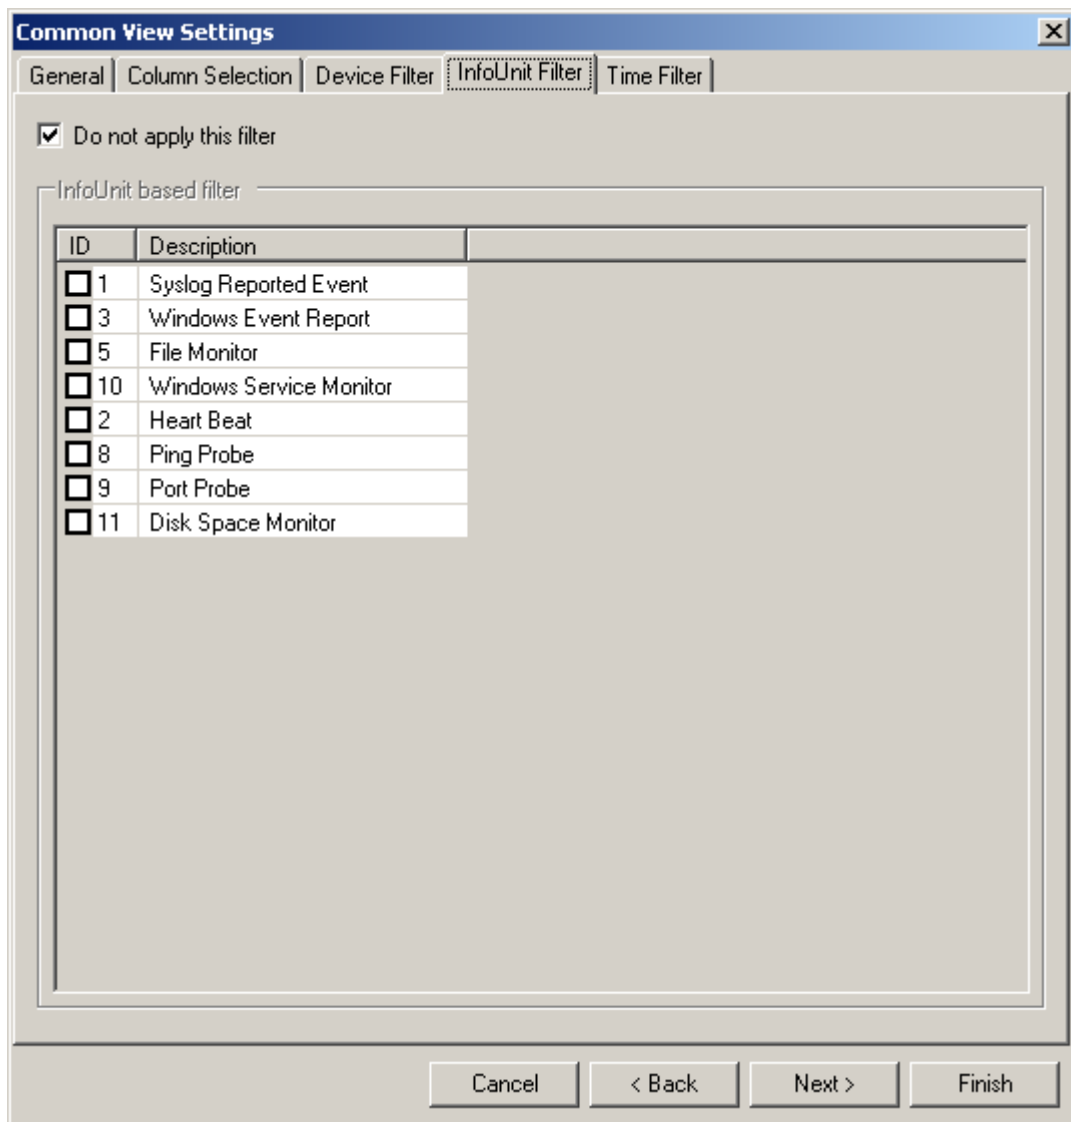 Common View Settings
General Column Selection Device Filter InfoUnit Filter Time Filter
Do not apply this filter
InfoUnit based filter
ID Description
1 Syslog Reported Event
3 Windows Event Report
5 File Monitor
10 Windows Service Monitor
2 Heart Beat
8 Ping Probe
9 Port Probe
11 Disk Space Monitor
Cancel < Back Next > Finish